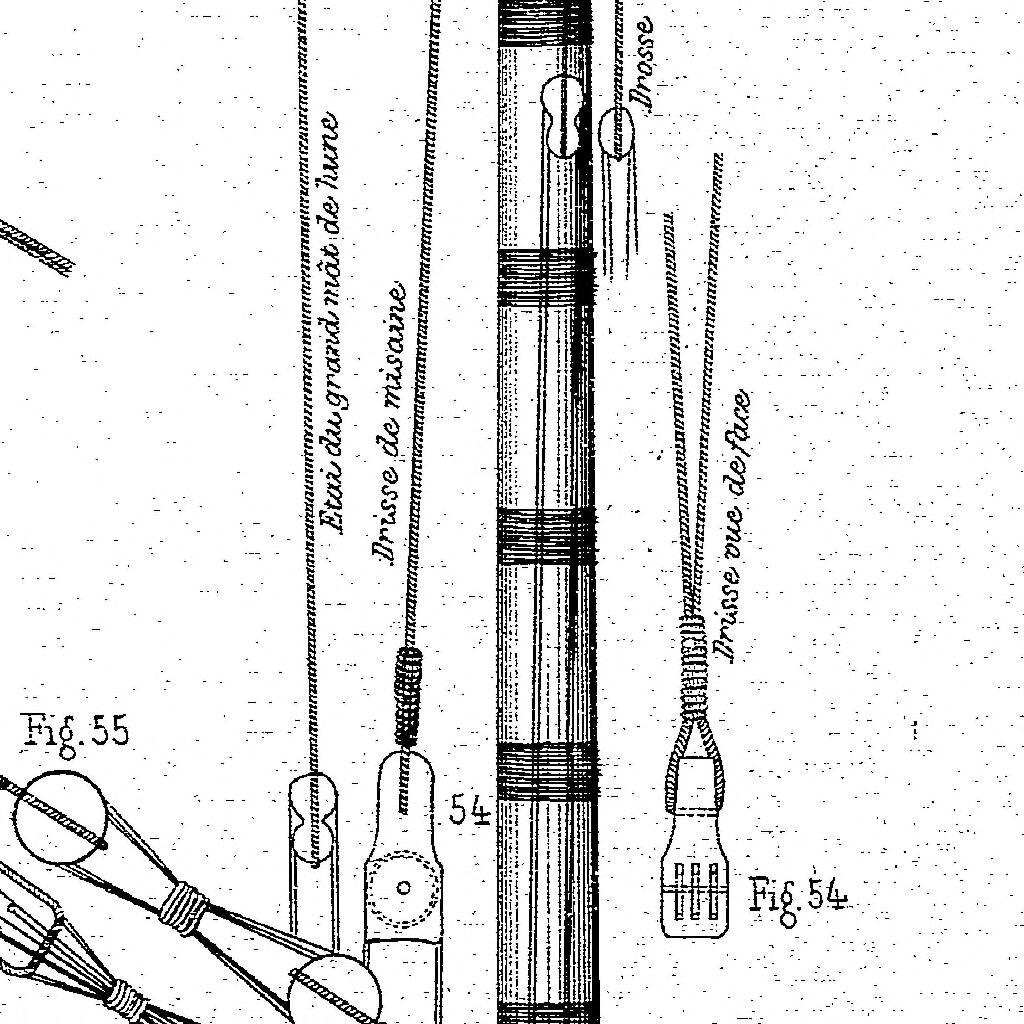 Drosse
Etai du grand mât de hune
Drisse de misaine
Drisse vue de face
Fig. 55
54
Fig. 54